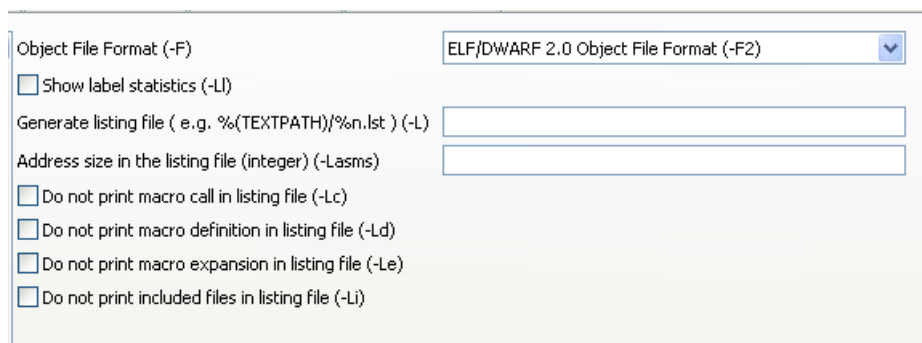 Object File Format (-F) ELF/DWARF 2.0 Object File Format (-F2)
Show label statistics (-Ll)
Generate listing file ( e.g. %(TEXTPATH)/%n.lst ) (-L)
Address size in the listing file (integer) (-Lasms)
Do not print macro call in listing file (-Lc)
Do not print macro definition in listing file (-Ld)
Do not print macro expansion in listing file (-Le)
Do not print included files in listing file (-Li)